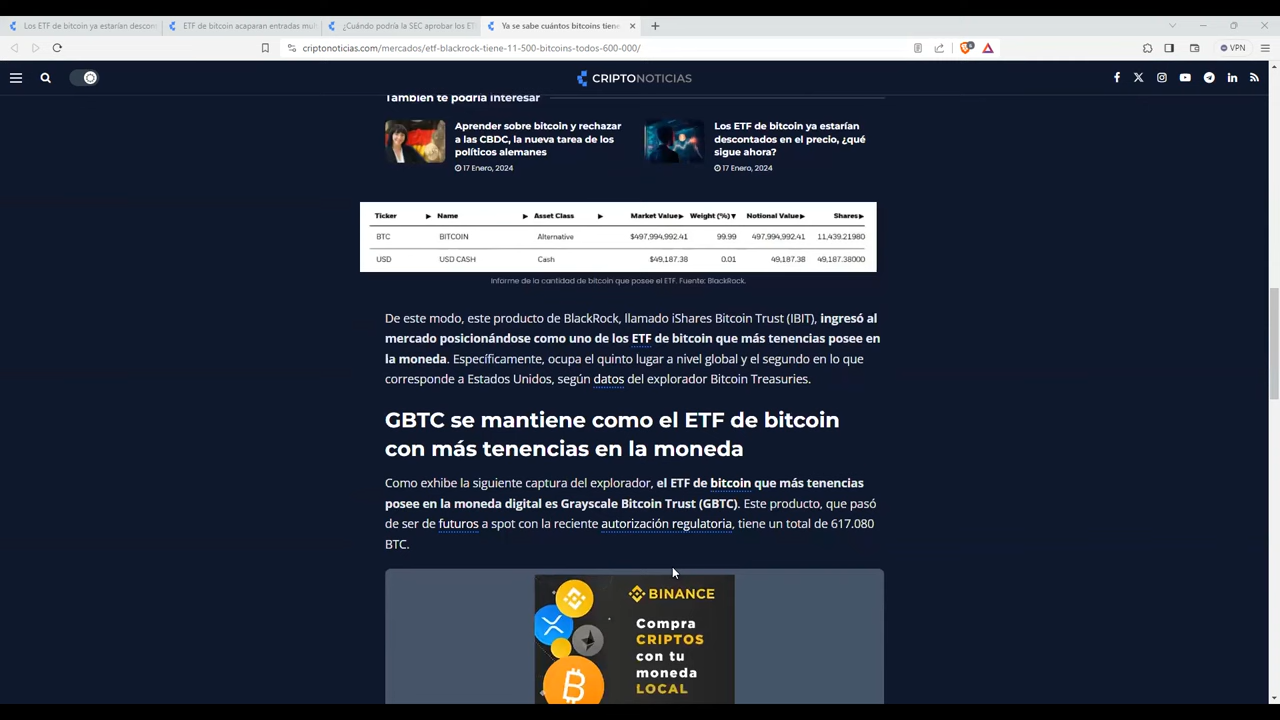 Los ETF de bitcoin ya estarían descon
ETF de bitcoin acaparan entradas mul
¿Cuándo podría la SEC aprobar los ET
Ya se sabe cuántos bitcoins tiene
criptonoticias.com/mercados/etf-blackrock-tiene-11-500-bitcoins-todos-600-000/
VPN
CRIPTONOTICIAS
También te podría interesar
Aprender sobre bitcoin y rechazar
a las CBDC, la nueva tarea de los
políticos alemanes
17 Enero, 2024
Los ETF de bitcoin ya estarían
descontados en el precio, ¿qué
sigue ahora?
17 Enero, 2024
Ticker Name Asset Class Market Value Weight (%) Notional Value Shares
BTC BITCOIN Alternative $497,994,992.41 99.99 497,994,992.41 11,439.21980
USD USD CASH Cash $49,187.38 0.01 49,187.38 49,187.38000
Informe de la cantidad de bitcoin que posee el ETF. Fuente: BlackRock.
De este modo, este producto de BlackRock, llamado iShares Bitcoin Trust (IBIT), ingresó al
mercado posicionándose como uno de los ETF de bitcoin que más tenencias posee en
la moneda. Específicamente, ocupa el quinto lugar a nivel global y el segundo en lo que
corresponde a Estados Unidos, según datos del explorador Bitcoin Treasuries.
GBTC se mantiene como el ETF de bitcoin
con más tenencias en la moneda
Como exhibe la siguiente captura del explorador, el ETF de bitcoin que más tenencias
posee en la moneda digital es Grayscale Bitcoin Trust (GBTC). Este producto, que pasó
de ser de futuros a spot con la reciente autorización regulatoria, tiene un total de 617.080
BTC.
BINANCE
Compra
CRIPTOS
con tu
moneda
LOCAL